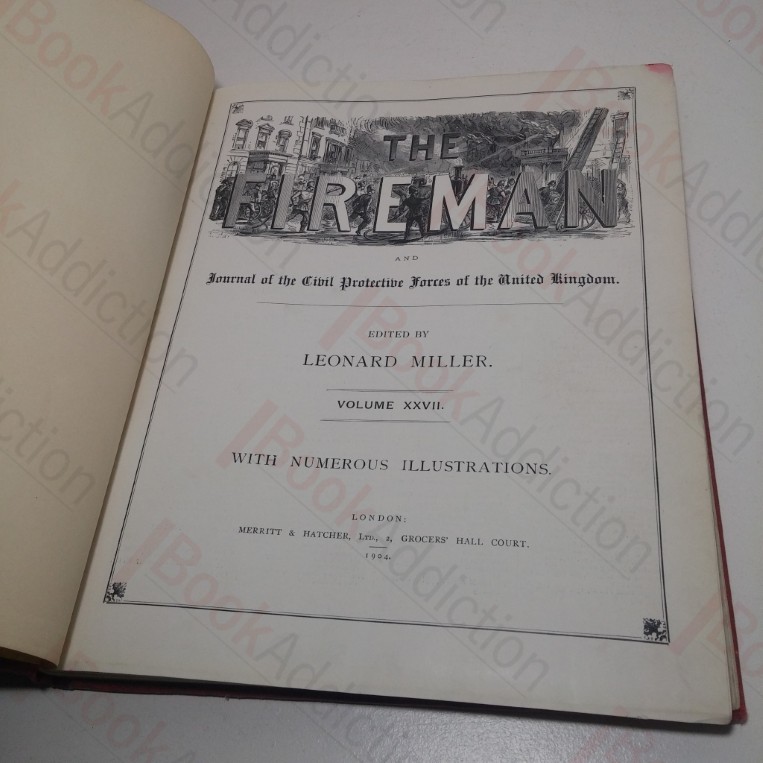 THE
FIREMAN
AND
Journal of the Civil Protective Forces of the United Kingdom.
EDITED BY
LEONARD MILLER.
VOLUME XXVII.
WITH NUMEROUS ILLUSTRATIONS.
LONDON:
MERRITT & HATCHER, LTD., 2, GROCERS' HALL COURT.
1904.
BookAddiction